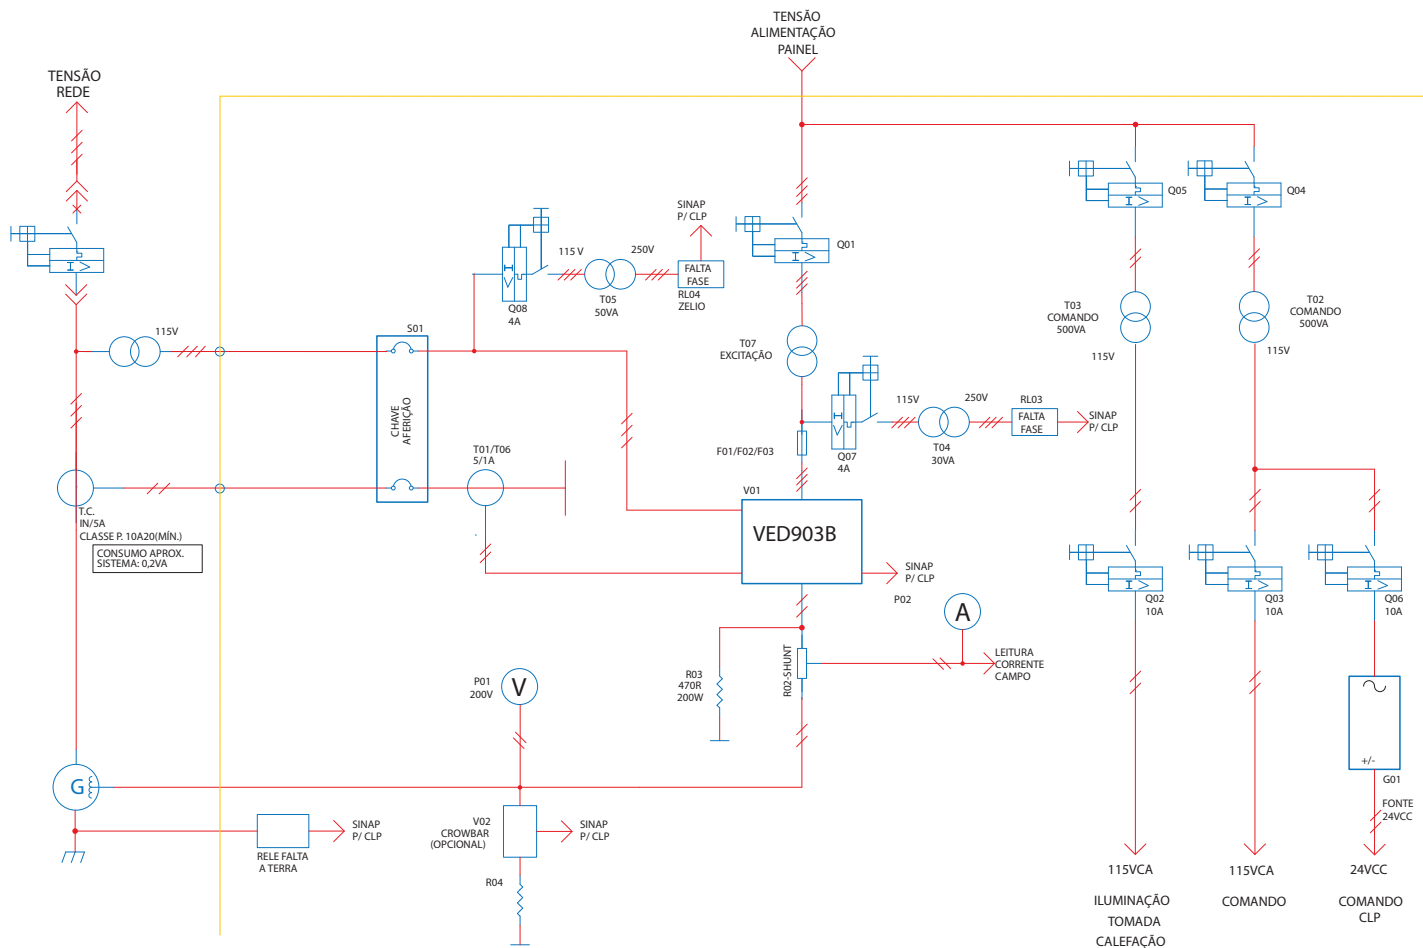 TENSÃO
ALIMENTAÇÃO
PAINEL
TENSÃO
REDE
Q05
Q04
SINAP
P/ CLP
Q01
115 V
250V
FALTA
FASE
RL04
ZELIO
T05
50VA
Q08
4A
T03
COMANDO
500VA
T02
COMANDO
500VA
115V
S01
T07
EXCITAÇÃO
115V
115V
CHAVE
AFERIÇÃO
115V
250V
RL03
FALTA
FASE
SINAP
P/ CLP
T04
30VA
F01/F02/F03
Q07
4A
T01/T06
5/1A
V01
VED903B
T.C.
IN/5A
CLASSE P. 10A20(MÍN.)
CONSUMO APROX.
SISTEMA: 0,2VA
SINAP
P/ CLP
P02
A
Q02
10A
Q03
10A
Q06
10A
R02-SHUNT
LEITURA
CORRENTE
CAMPO
R03
470R
200W
P01
200V
V
G
+/-
G01
FONTE
24VCC
V02
CROWBAR
(OPCIONAL)
SINAP
P/ CLP
SINAP
P/ CLP
RELE FALTA
A TERRA
R04
115VCA
115VCA
24VCC
ILUMINAÇÃO
TOMADA
CALEFAÇÃO
COMANDO
COMANDO
CLP